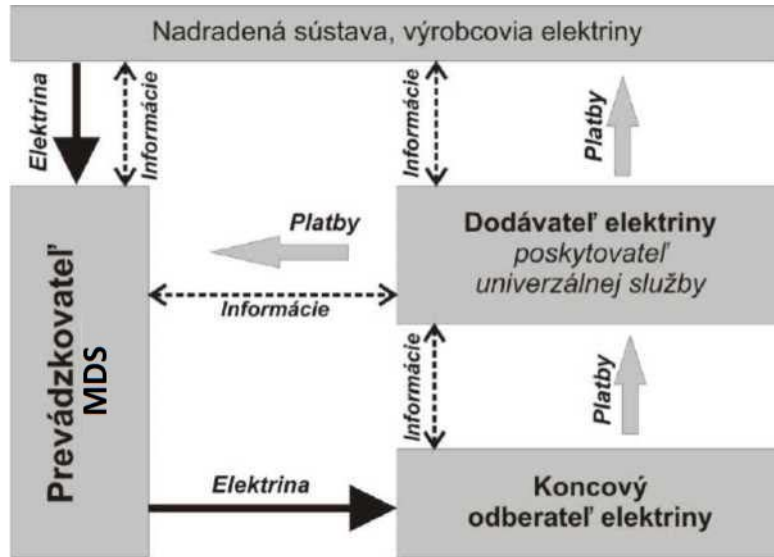 Nadradená sústava, výrobcovia elektriny
Elektrina
Informácie
Informácie
Platby
Prevádzkovateľ
MDS
Platby
Informácie
Dodávateľ elektriny
poskytovateľ
univerzálnej služby
Informácie
Platby
Elektrina
Koncový
odberateľ elektriny